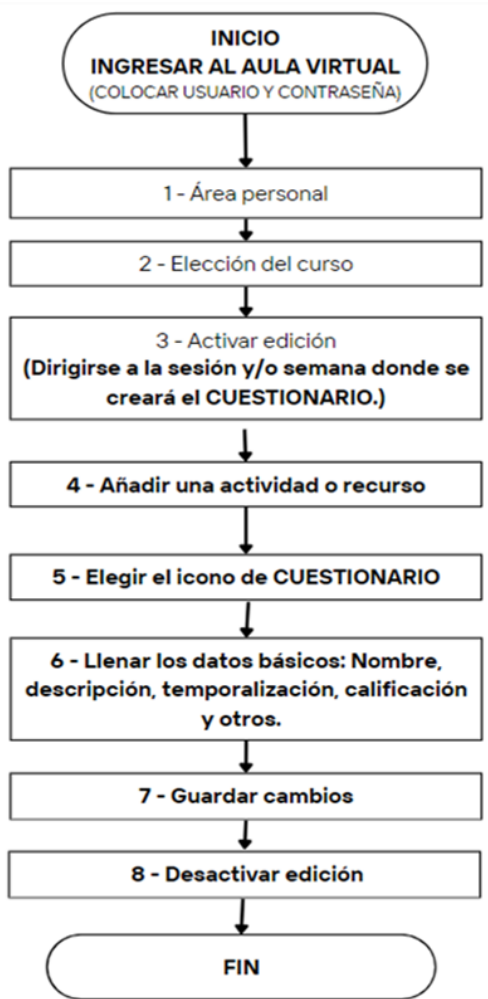 INICIO
INGRESAR AL AULA VIRTUAL
(COLOCAR USUARIO Y CONTRASEÑA)
1 - Área personal
2 - Elección del curso
3 - Activar edición
(Dirigirse a la sesión y/o semana donde se
creará el CUESTIONARIO.)
4 - Añadir una actividad o recurso
5 - Elegir el icono de CUESTIONARIO
6 - Llenar los datos básicos: Nombre,
descripción, temporalización, calificación
y otros.
7 - Guardar cambios
8 - Desactivar edición
FIN